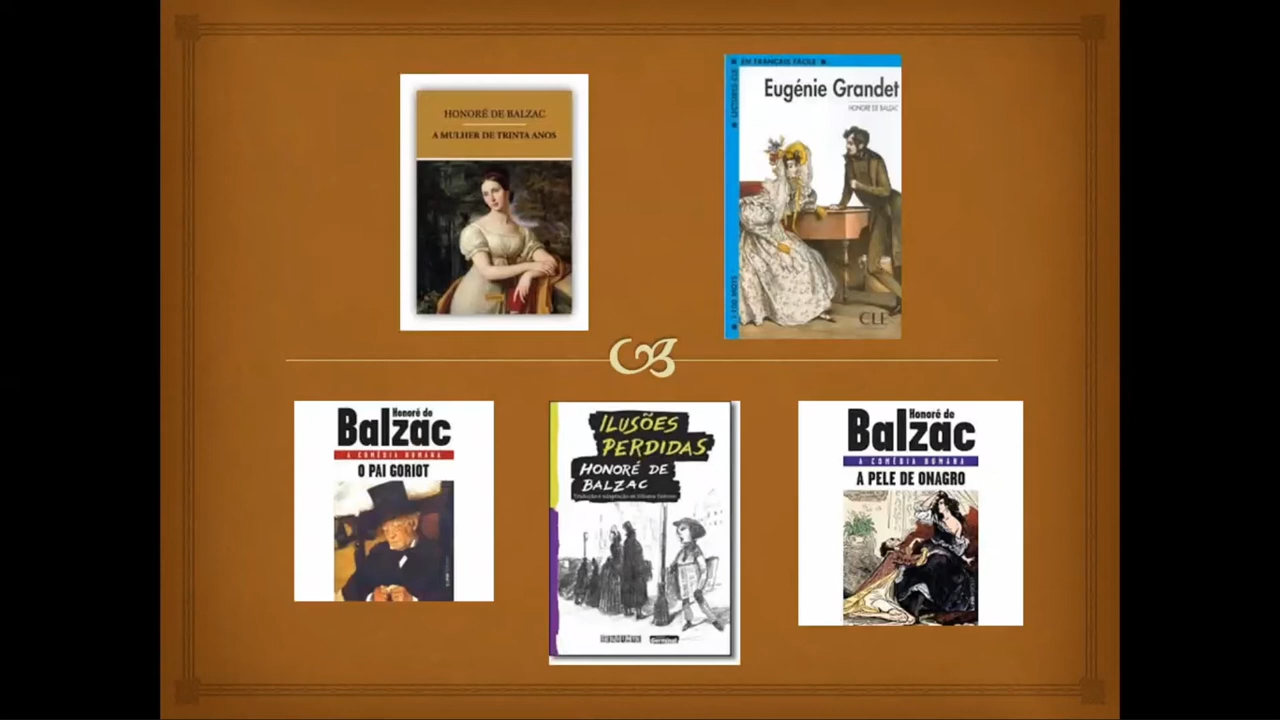 HONORÉ DE BALZAC
A MULHER DE TRINTA ANOS
EN FRANÇAIS FACILE
Eugénie Grandet
HONORÉ DE BALZAC
CLE
Honoré de
Balzac
A COMÉDIA HUMANA
O PAI GORIOT
ILUSÕES
PERDIDAS
HONORÉ DE
BALZAC
Honoré de
Balzac
A COMÉDIA HUMANA
A PELE DE ONAGRO